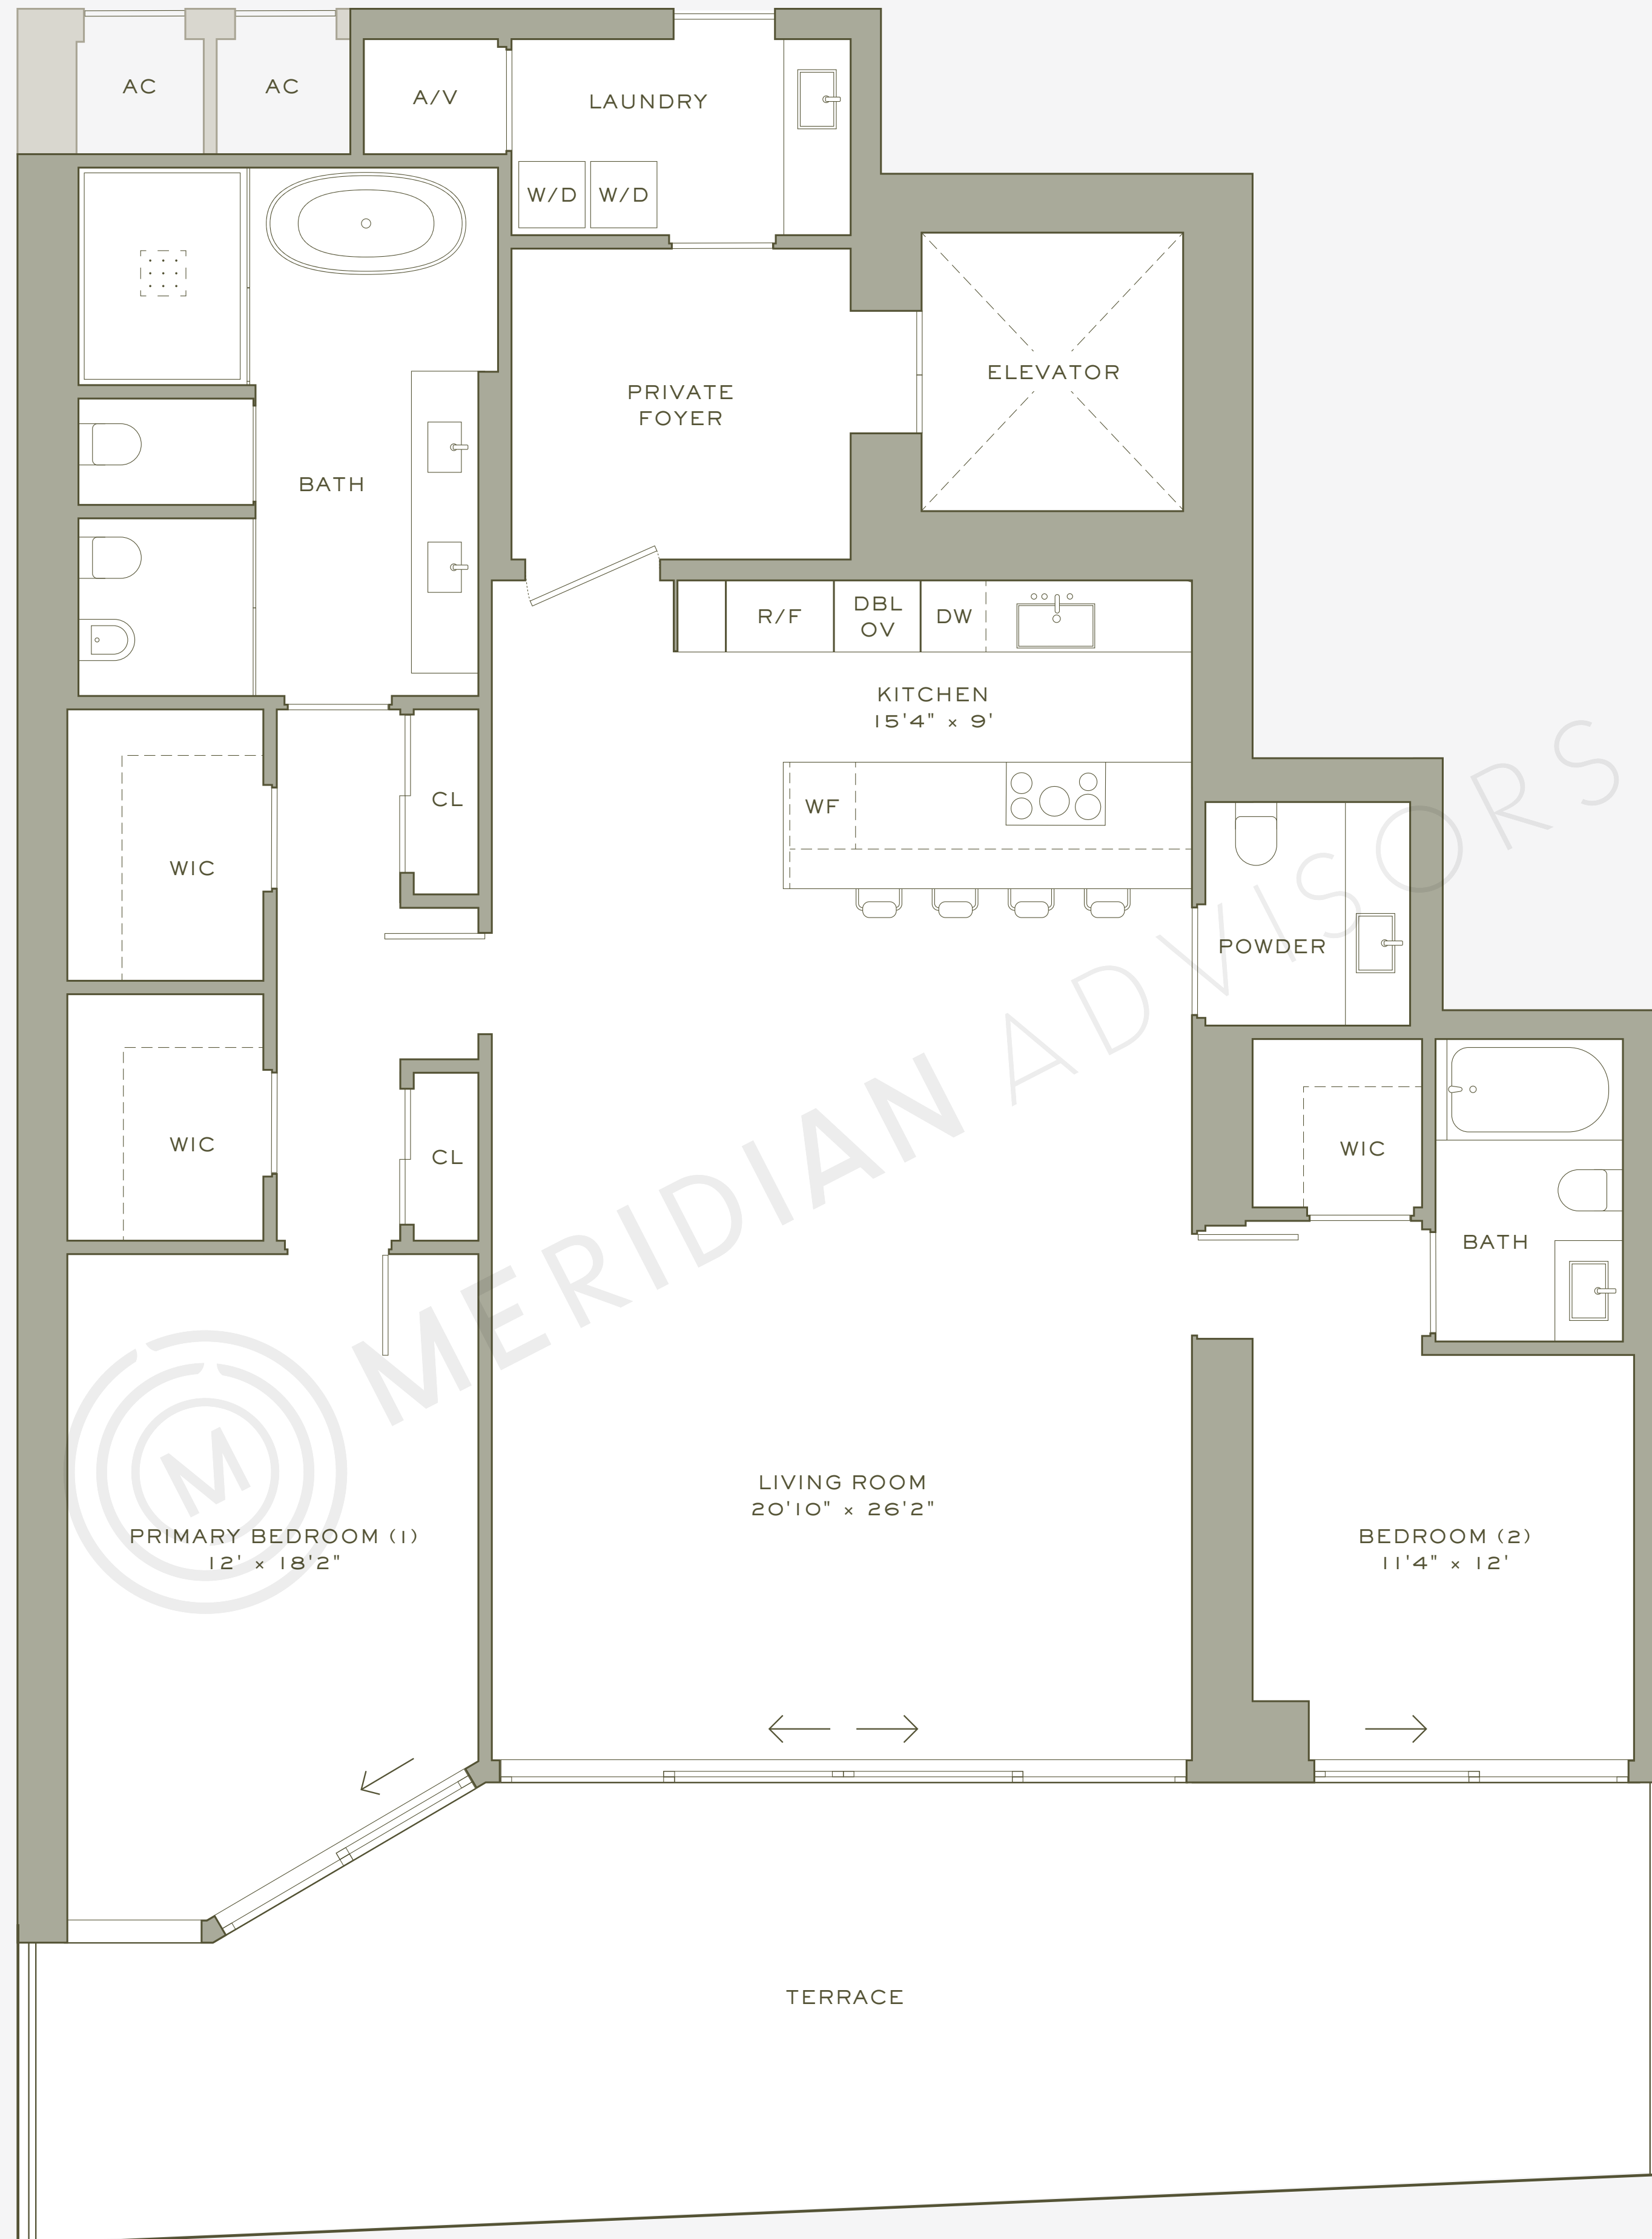 AC
AC
A/V
LAUNDRY
W/D
W/D
ELEVATOR
PRIVATE
FOYER
BATH
R/F
DBL
OV
DW
KITCHEN
15'4" × 9'
CL
WF
WIC
POWDER
WIC
CL
WIC
BATH
MERIDIAN ADVISORS
M
LIVING ROOM
20'10" × 26'2"
PRIMARY BEDROOM (1)
12' × 18'2"
BEDROOM (2)
11'4" × 12'
TERRACE